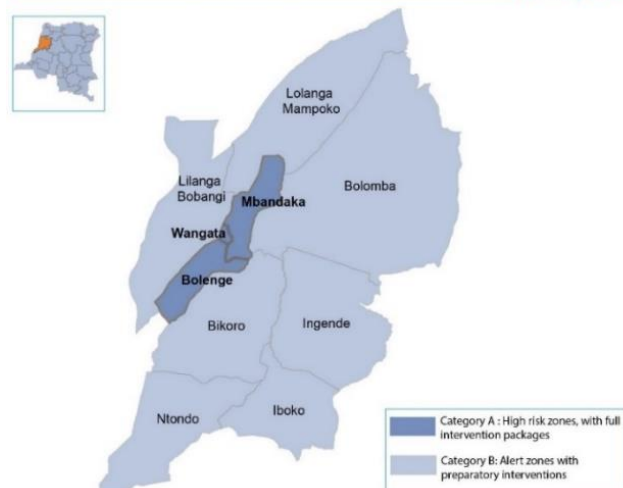 Lolanga
Mampoko
Lilanga
Bobangi
Mbandaka
Bolomba
Wangata
Bolenge
Bikoro
Ingende
Ntondo
Iboko
Category A : High risk zones, with full
intervention packages
Category B: Alert zones with
preparatory interventions